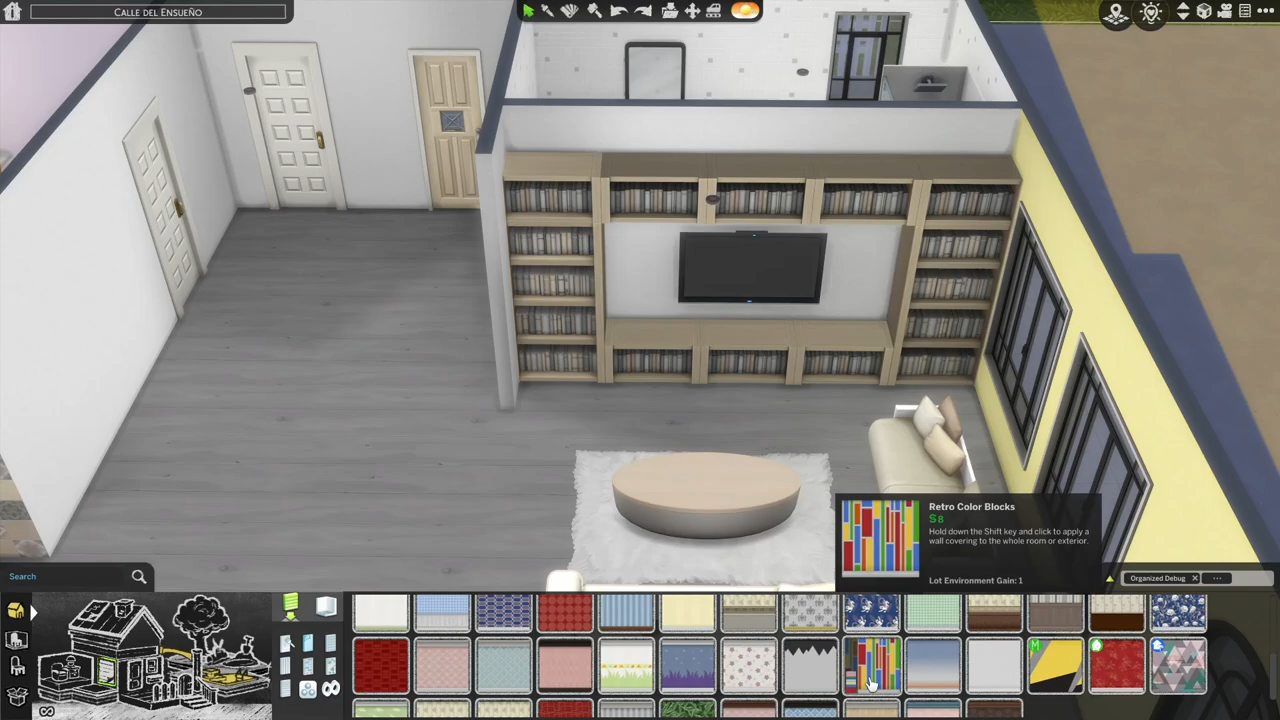 CALLE DEL ENSUEÑO
Retro Color Blocks
§8
Hold down the Shift key and click to apply a
wall covering to the whole room or exterior.
Lot Environment Gain: 1
Search
Organized Debug